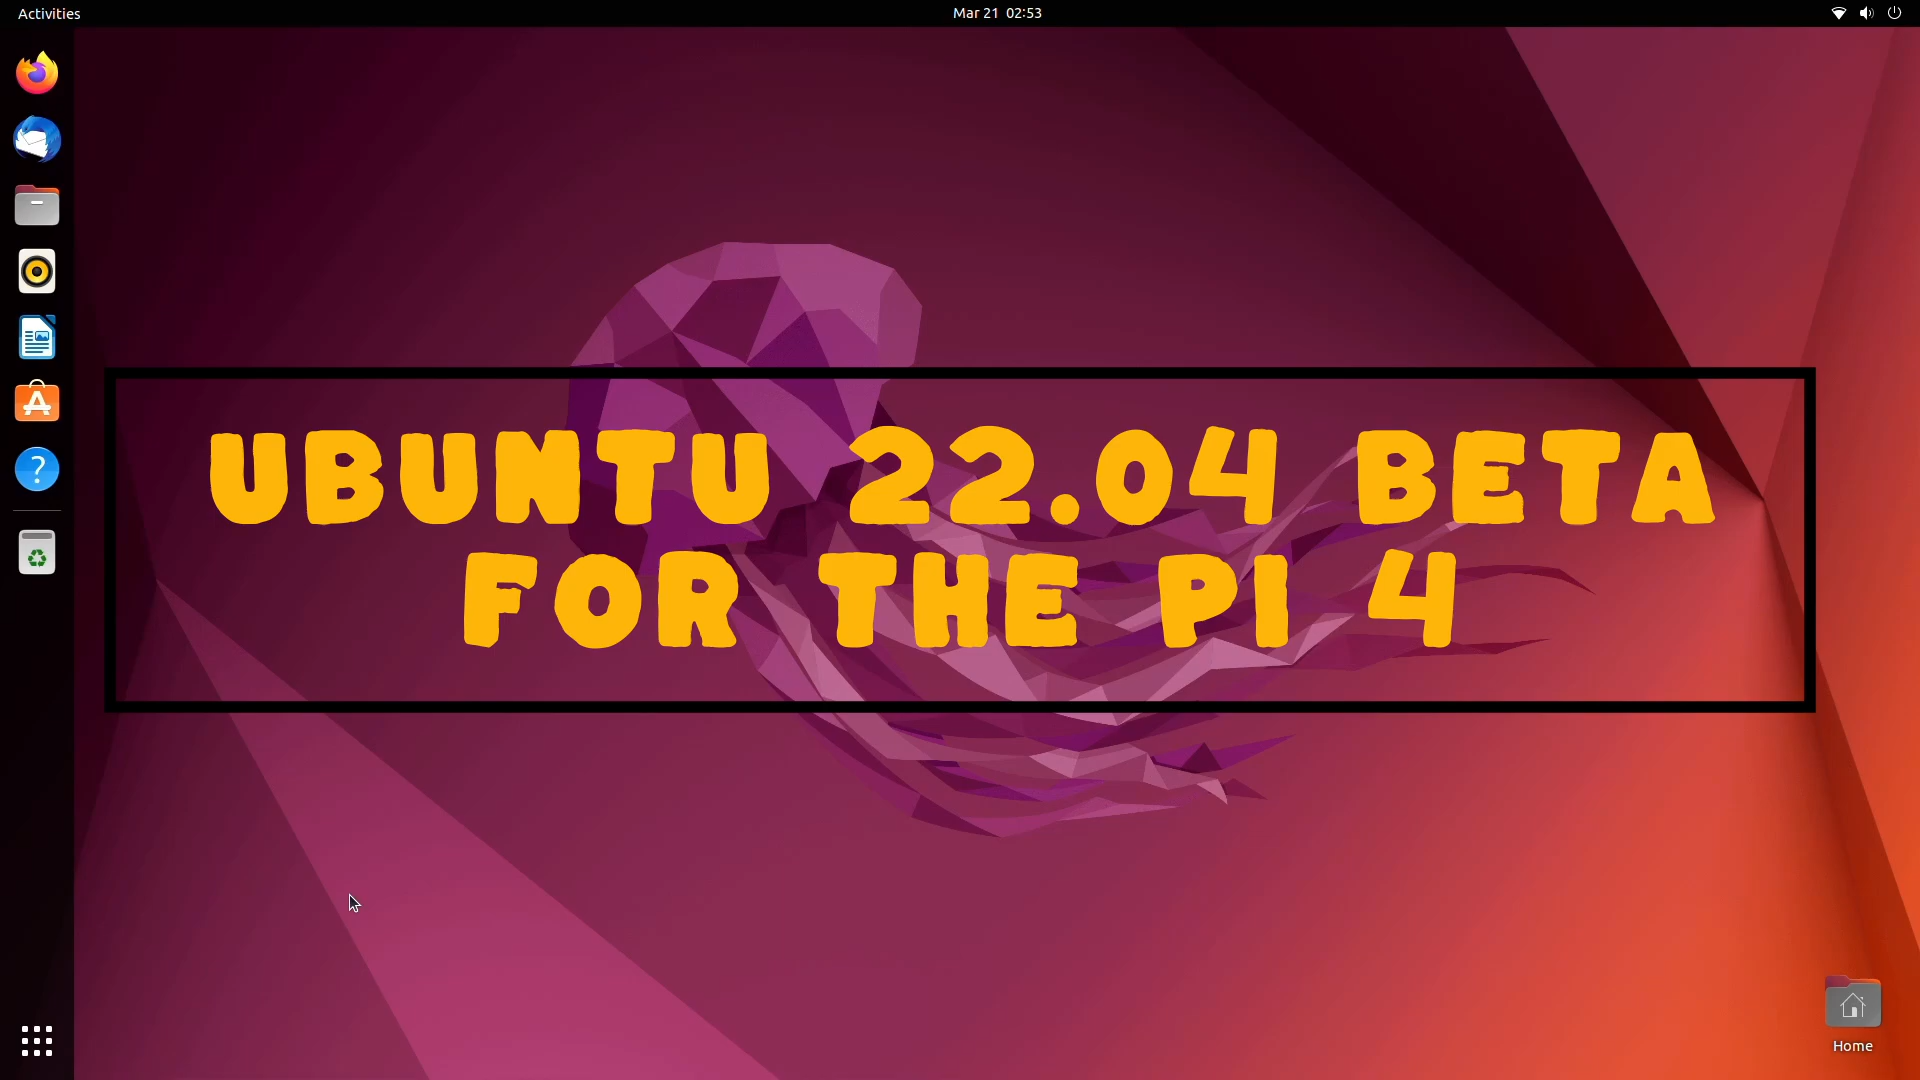 Activities
Mar 21 02:53
UBUNTU 22.04 BETA
FOR THE PI 4
Home